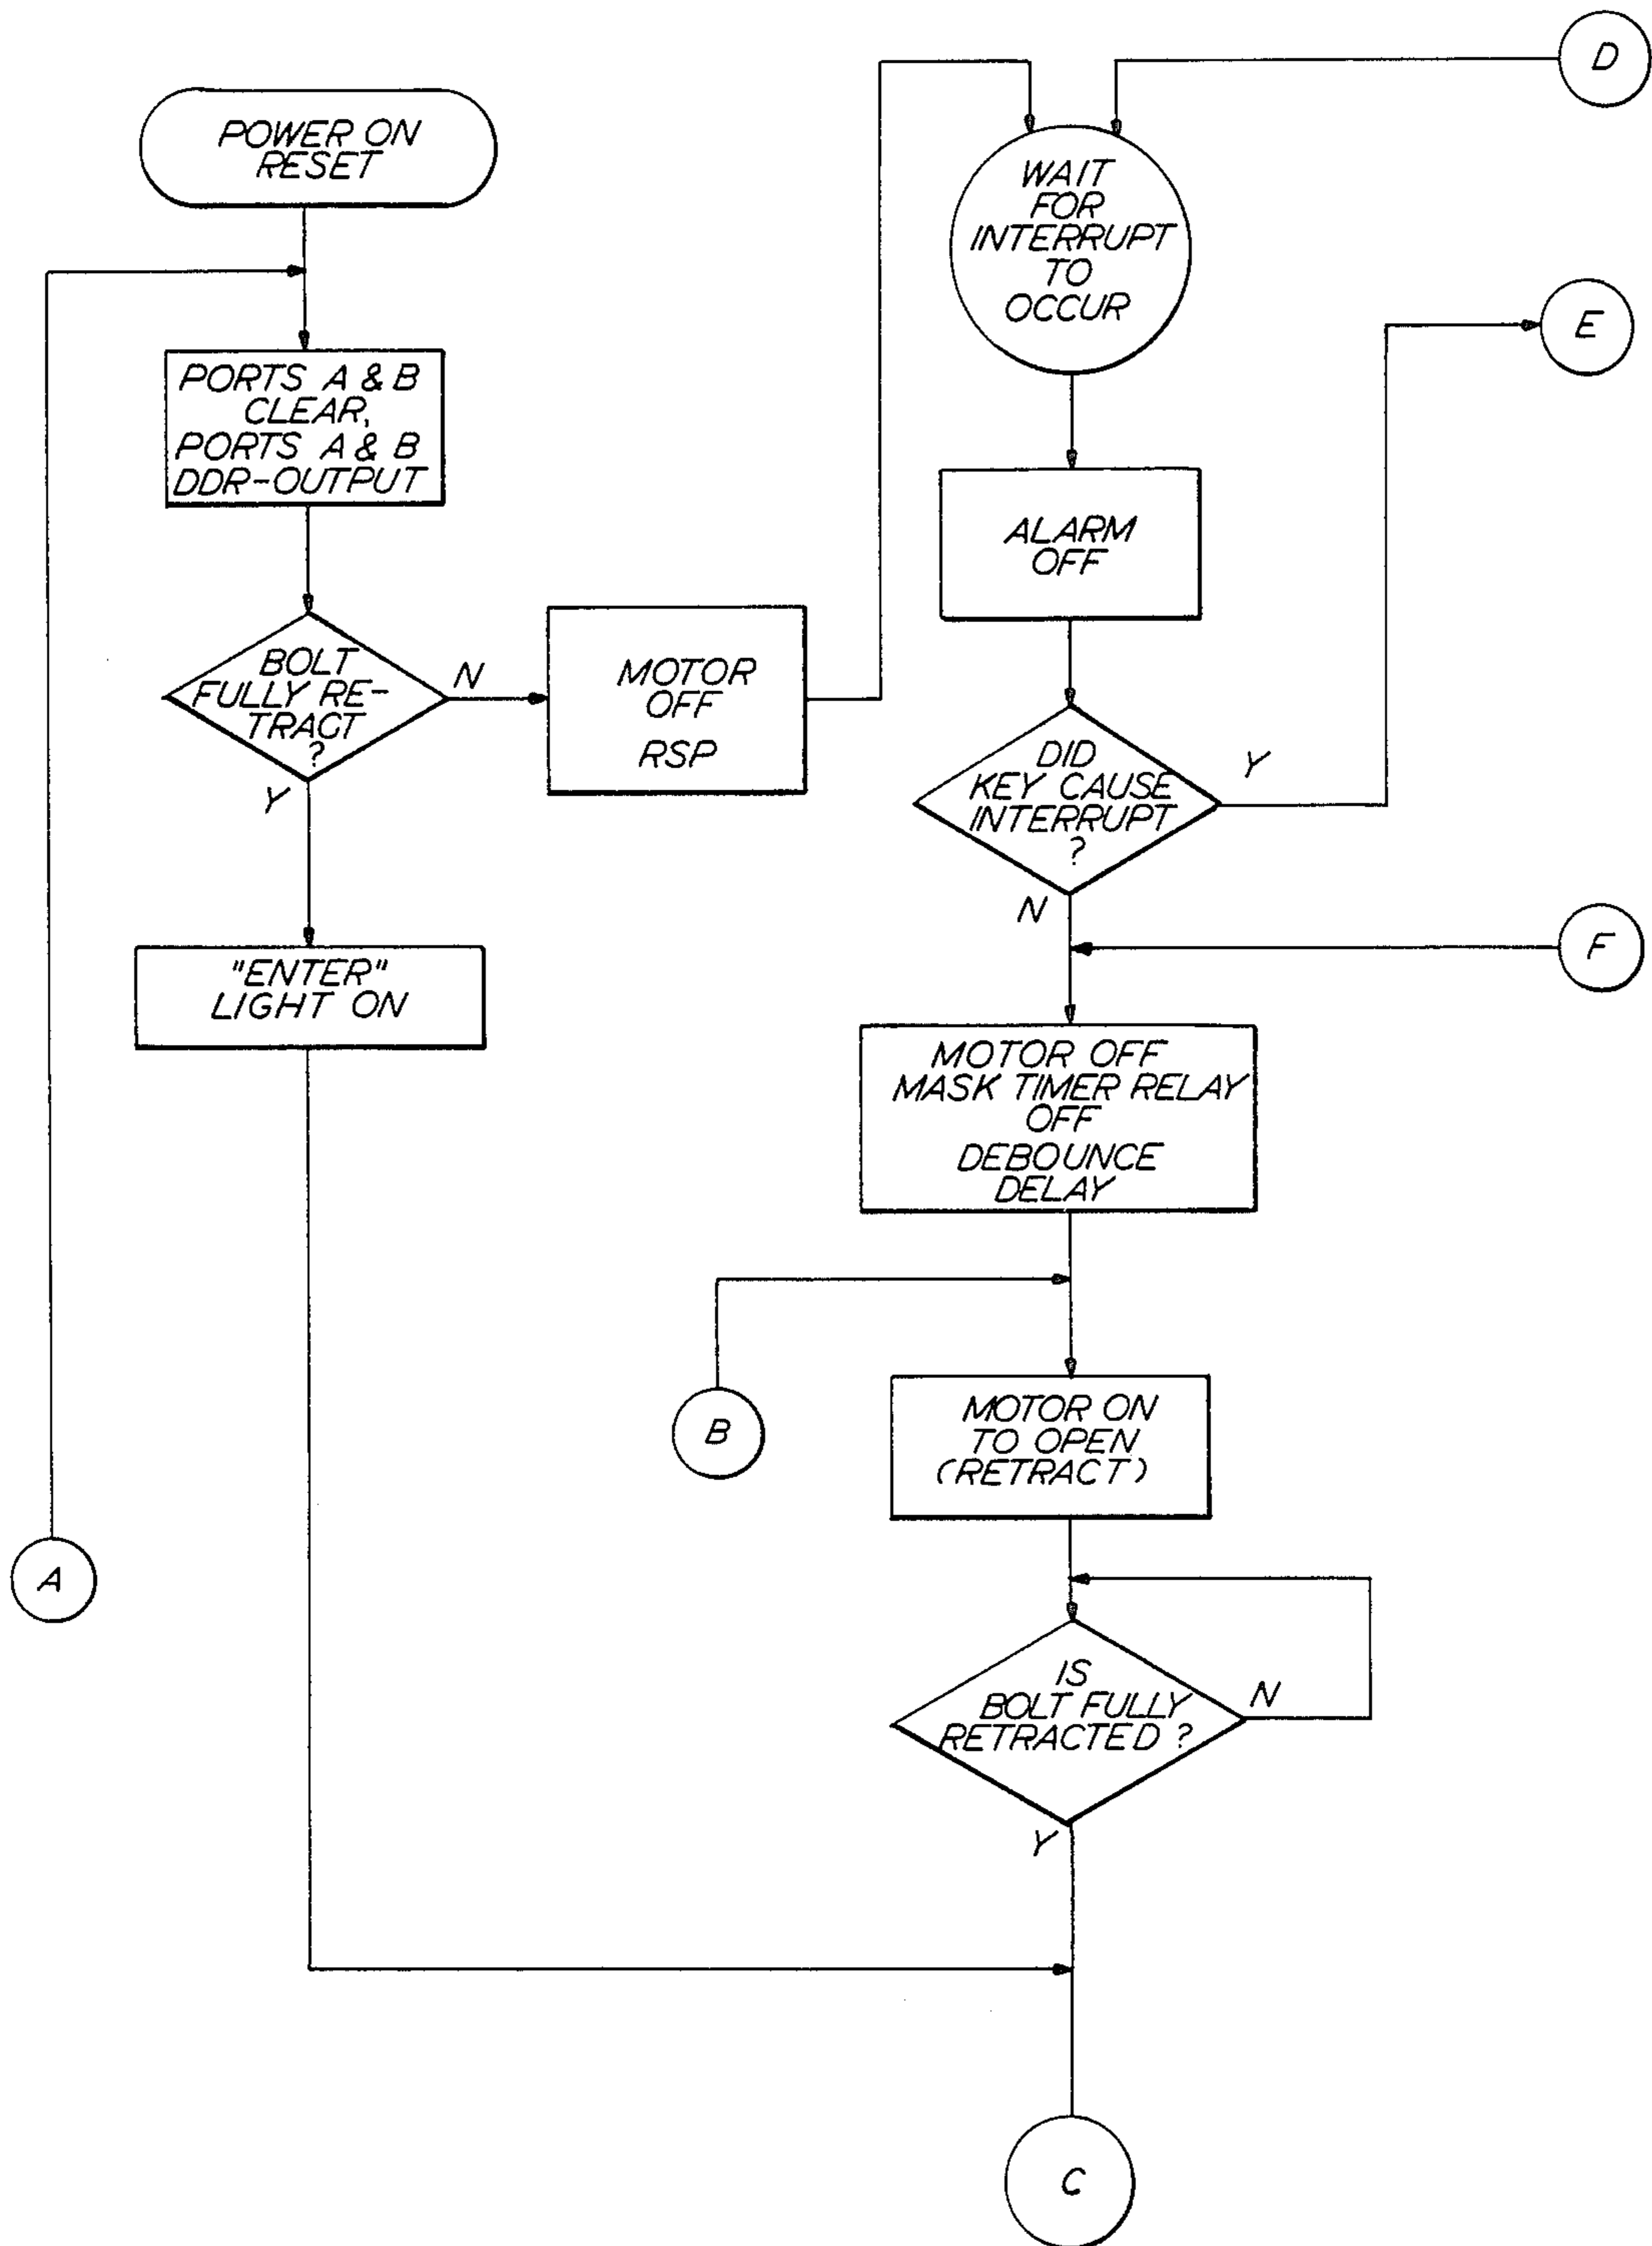 POWER ON
RESET
PORTS A & B
CLEAR,
PORTS A & B
DDR-OUTPUT
BOLT
FULLY RE-
TRACT
?
N
Y
MOTOR
OFF
RSP
"ENTER"
LIGHT ON
A
D
WAIT
FOR
INTERRUPT
TO
OCCUR
E
ALARM
OFF
DID
KEY CAUSE
INTERRUPT
?
Y
N
F
MOTOR OFF
MASK TIMER RELAY
OFF
DEBOUNCE
DELAY
B
MOTOR ON
TO OPEN
(RETRACT)
IS
BOLT FULLY
RETRACTED ?
N
Y
C